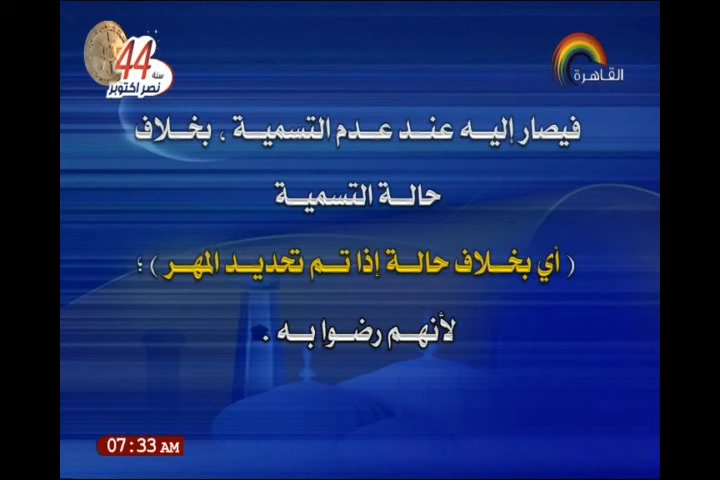 44
سنة
نصر اكتوبر
القاهرة
فيصار إليه عند عدم التسمية ، بخلاف
حالة التسمية
( أي بخلاف حالة إذا تم تحديد المهر ) ؛
لأنهم رضوا به .
07:33 AM